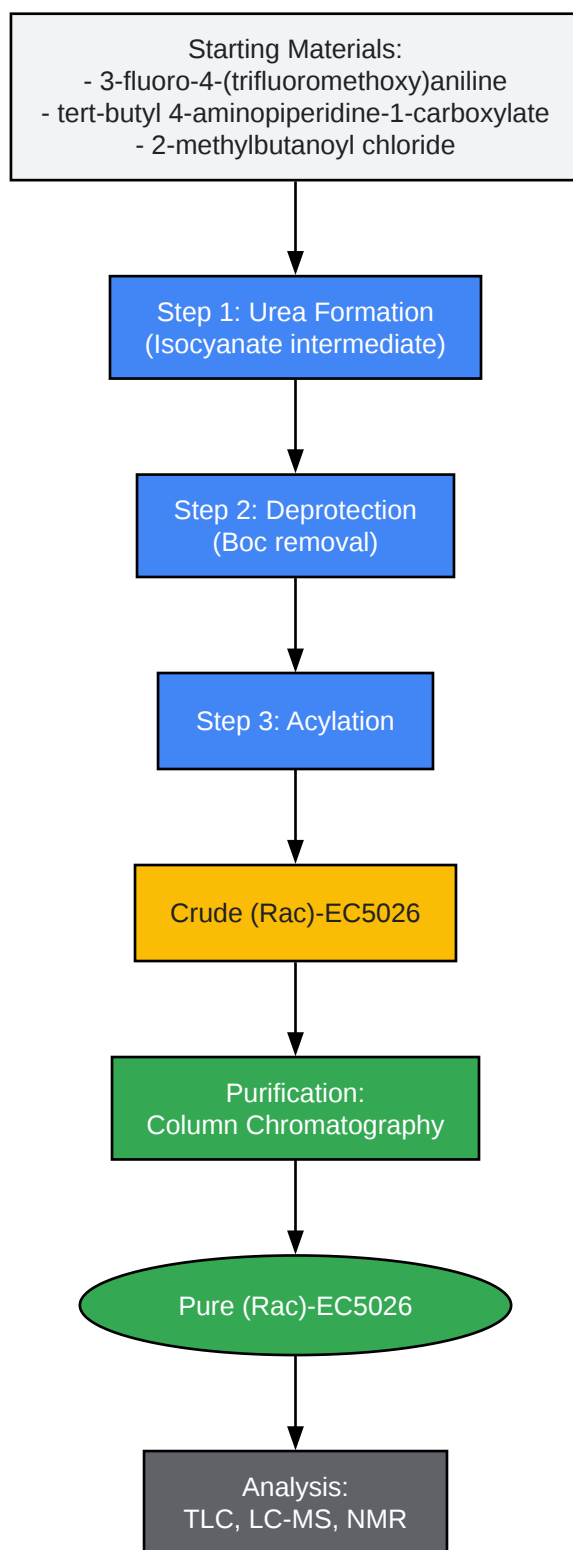 Starting Materials:
- 3-fluoro-4-(trifluoromethoxy)aniline
- tert-butyl 4-aminopiperidine-1-carboxylate
- 2-methylbutanoyl chloride
Step 1: Urea Formation
(Isocyanate intermediate)
Step 2: Deprotection
(Boc removal)
Step 3: Acylation
Crude (Rac)-EC5026
Purification:
Column Chromatography
Pure (Rac)-EC5026
Analysis:
TLC, LC-MS, NMR